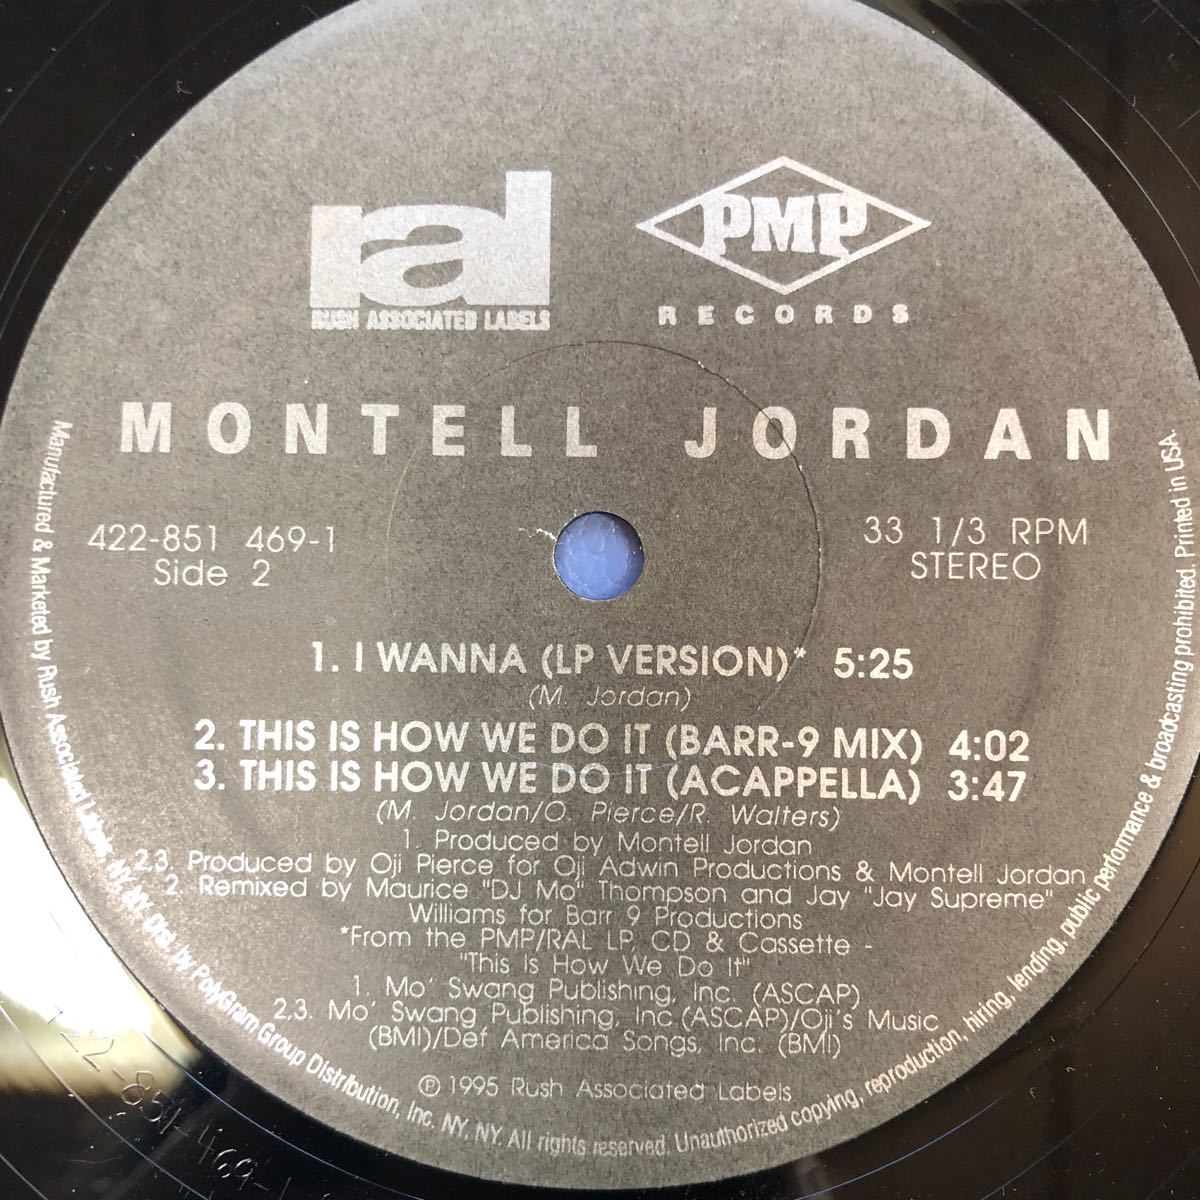 ral
RUSH ASSOCIATED LABELS
PMP
RECORDS
MONTELL JORDAN
422-851 469-1
Side 2
33 1/3 RPM
STEREO
1. I WANNA (LP VERSION)* 5:25
(M. Jordan)
2. THIS IS HOW WE DO IT (BARR-9 MIX) 4:02
3. THIS IS HOW WE DO IT (ACAPPELLA) 3:47
(M. Jordan/O. Pierce/R. Walters)
1. Produced by Montell Jordan
2,3. Produced by Oji Pierce for Oji Adwin Productions & Montell Jordan
2. Remixed by Maurice "DJ Mo" Thompson and Jay "Jay Supreme"
Williams for Barr 9 Productions
*From the PMP/RAL LP, CD & Cassette -
"This Is How We Do It"
1. Mo' Swang Publishing, Inc. (ASCAP)
2,3. Mo' Swang Publishing, Inc.(ASCAP)/Oji's Music
(BMI)/Def America Songs, Inc. (BMI)
℗ 1995 Rush Associated Labels
Manufactured & Marketed by Rush Associated Labels, NY, NY. Dist. by PolyGram Group Distribution, Inc. NY, NY. All rights reserved. Unauthorized copying, reproduction, hiring, lending, public performance & broadcasting prohibited. Printed in USA.
422-851469-1